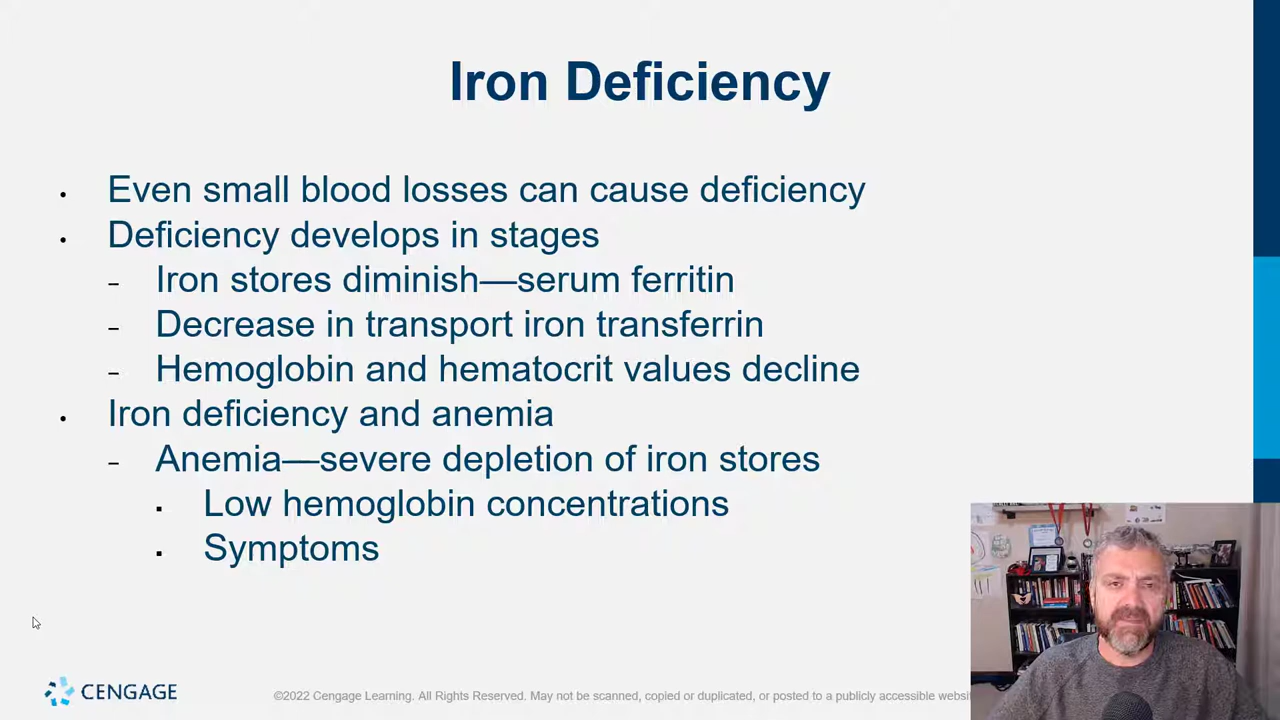 Iron Deficiency
• Even small blood losses can cause deficiency
• Deficiency develops in stages
– Iron stores diminish—serum ferritin
– Decrease in transport iron transferrin
– Hemoglobin and hematocrit values decline
• Iron deficiency and anemia
– Anemia—severe depletion of iron stores
▪ Low hemoglobin concentrations
▪ Symptoms
CENGAGE
©2022 Cengage Learning. All Rights Reserved. May not be scanned, copied or duplicated, or posted to a publicly accessible